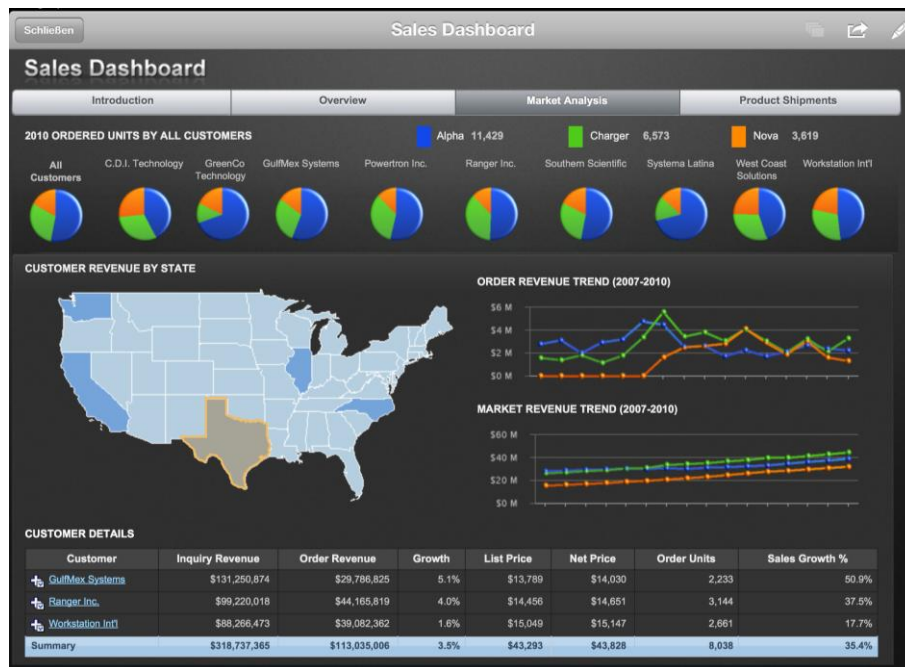 Schließen
Sales Dashboard
Sales Dashboard
Introduction
Overview
Market Analysis
Product Shipments
2010 ORDERED UNITS BY ALL CUSTOMERS
Alpha 11,429
Charger 6,573
Nova 3,619
All Customers
C.D.I. Technology
GreenCo Technology
GulfMex Systems
Powertron Inc.
Ranger Inc.
Southern Scientific
Systema Latina
West Coast Solutions
Workstation Int'l
CUSTOMER REVENUE BY STATE
ORDER REVENUE TREND (2007-2010)
$6 M
$4 M
$2 M
$0 M
MARKET REVENUE TREND (2007-2010)
$60 M
$40 M
$20 M
$0 M
CUSTOMER DETAILS
Customer Inquiry Revenue Order Revenue Growth List Price Net Price Order Units Sales Growth %
GulfMex Systems $131,250,874 $29,786,825 5.1% $13,789 $14,030 2,233 50.9%
Ranger Inc. $99,220,018 $44,165,819 4.0% $14,456 $14,651 3,144 37.5%
Workstation Int'l $88,266,473 $39,082,362 1.6% $15,049 $15,147 2,661 17.7%
Summary $318,737,365 $113,035,006 3.5% $43,293 $43,828 8,038 35.4%